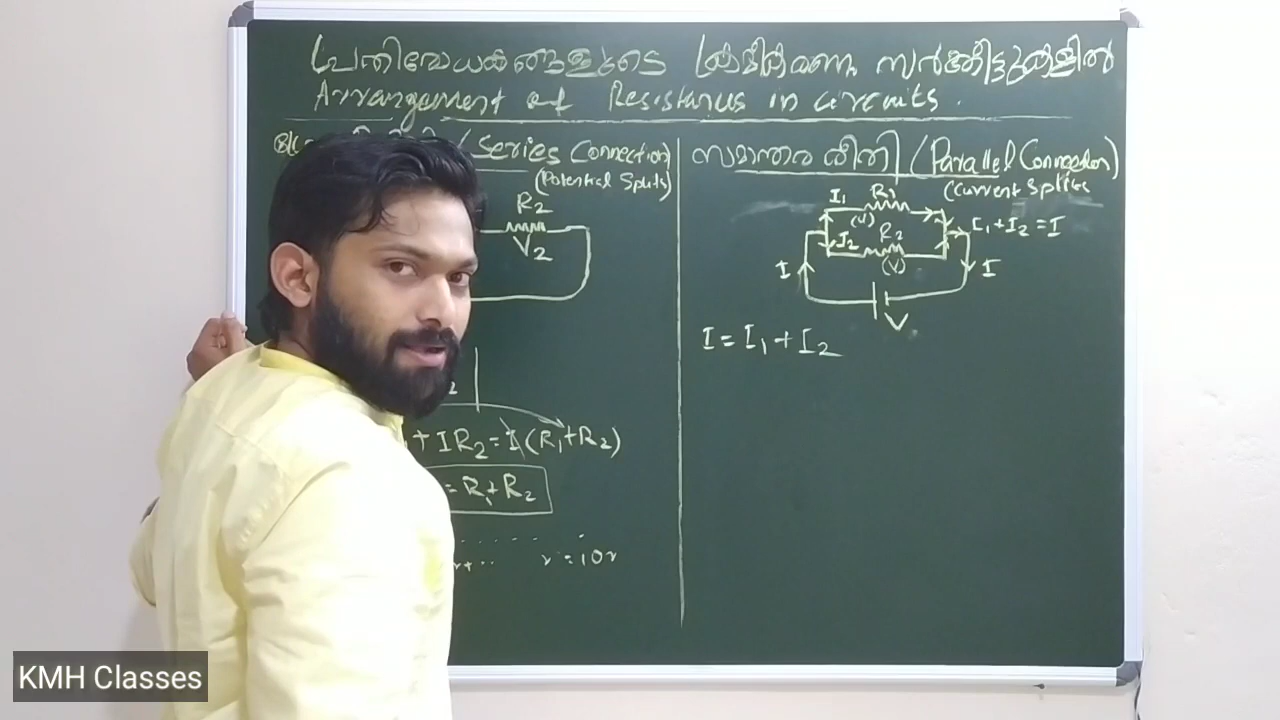 പ്രതിരോധകങ്ങളുടെ ക്രമീകരണം സർക്കീട്ടുകളിൽ
Arrangement of Resistances in circuits.
(Series Connection)
(Potential Splits)
R2
V2
+ IR2 = I (R1+R2)
= R1+R2
r = 10r
സമാന്തര രീതി (Parallel Connection)
(Current Splits
I1 R1
(V)
I1+I2 = I
I2 R2
(V)
I I
V
I = I1 + I2
KMH Classes